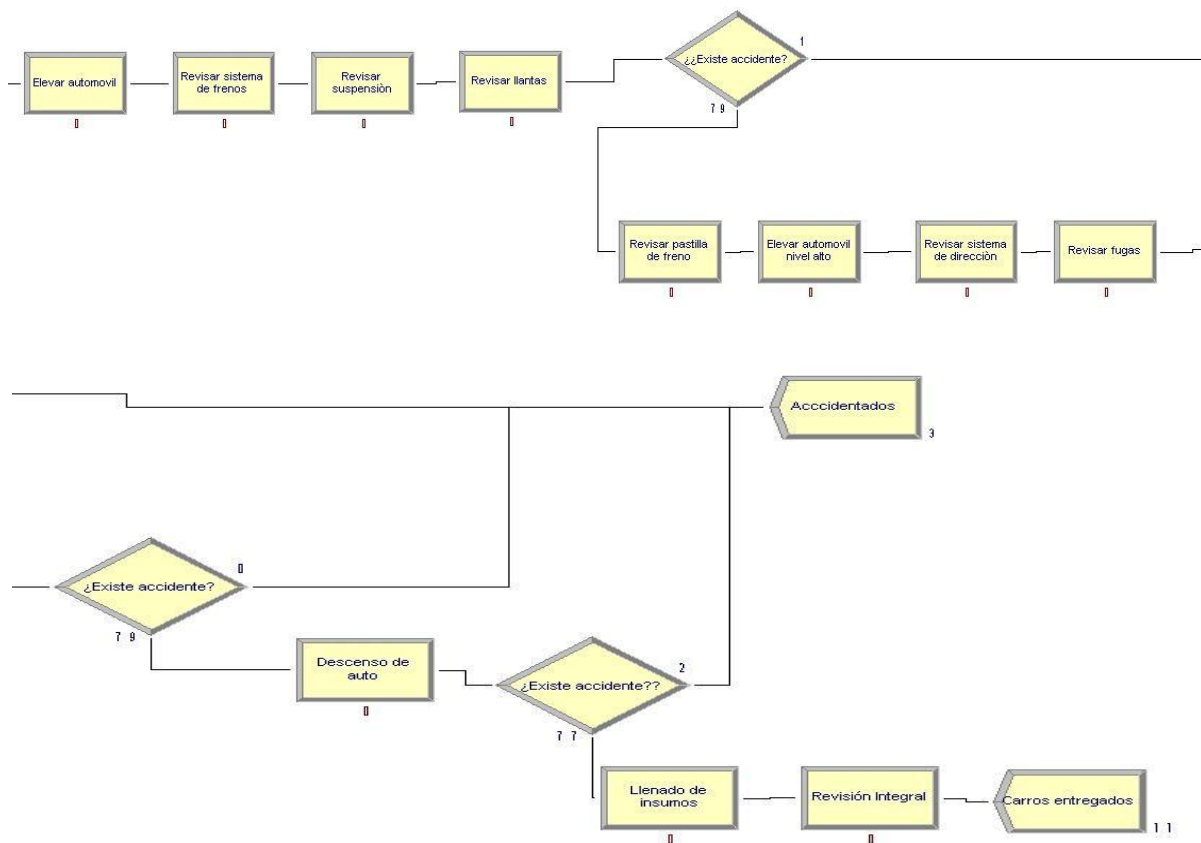 Elevar automovil
Revisar sistema
de frenos
Revisar
suspensiòn
Revisar llantas
¿¿Existe accidente?
1
7 9
0
0
0
0
Revisar pastilla
de freno
Elevar automovil
nivel alto
Revisar sistema
de direcciòn
Revisar fugas
0
0
0
0
Acccidentados
3
¿Existe accidente?
0
7 9
Descenso de
auto
0
¿Existe accidente??
2
7 7
Llenado de
insumos
0
Revisión Integral
0
Carros entregados
1 1